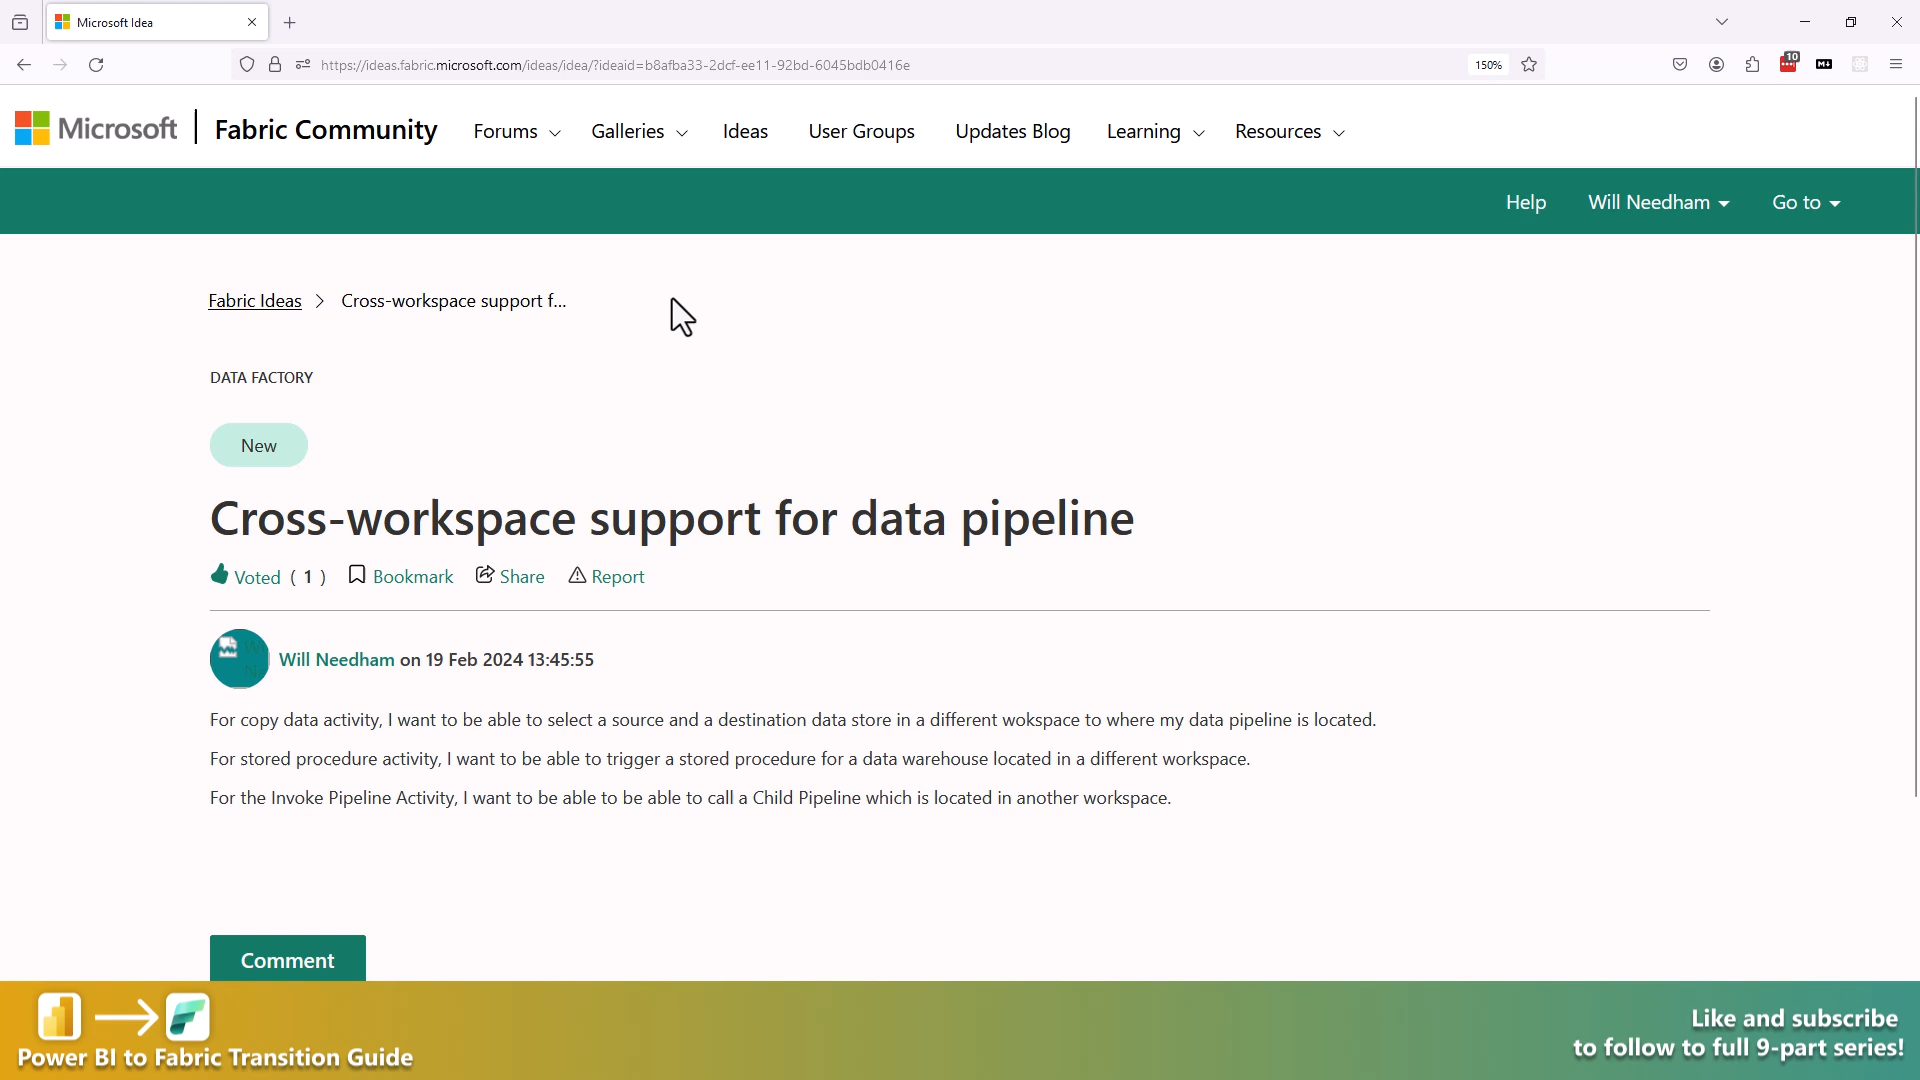 Microsoft Idea
https://ideas.fabric.microsoft.com/ideas/idea/?ideaid=b8afba33-2dcf-ee11-92bd-6045bdb0416e
150%
10
M↓
Microsoft
Fabric Community
Forums
Galleries
Ideas
User Groups
Updates Blog
Learning
Resources
Help
Will Needham
Go to
Fabric Ideas > Cross-workspace support f...
DATA FACTORY
New
Cross-workspace support for data pipeline
Voted ( 1 )
Bookmark
Share
Report
Will Needham on 19 Feb 2024 13:45:55
For copy data activity, I want to be able to select a source and a destination data store in a different wokspace to where my data pipeline is located.
For stored procedure activity, I want to be able to trigger a stored procedure for a data warehouse located in a different workspace.
For the Invoke Pipeline Activity, I want to be able to be able to call a Child Pipeline which is located in another workspace.
Comment
Power BI to Fabric Transition Guide
Like and subscribe
to follow to full 9-part series!